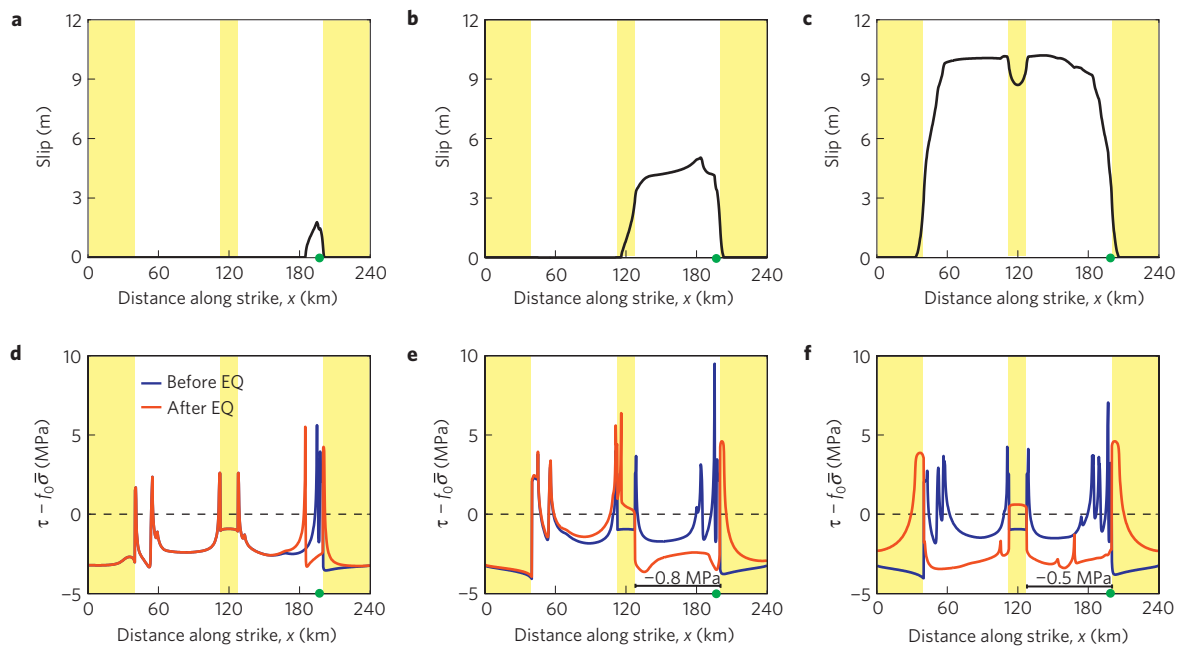 a
12
9
6
3
0
Slip (m)
0 60 120 180 240
Distance along strike, x (km)
b
12
9
6
3
0
Slip (m)
0 60 120 180 240
Distance along strike, x (km)
c
12
9
6
3
0
Slip (m)
0 60 120 180 240
Distance along strike, x (km)
d
10
5
0
−5
τ − f₀σ̅ (MPa)
Before EQ
After EQ
0 60 120 180 240
Distance along strike, x (km)
e
10
5
0
−5
τ − f₀σ̅ (MPa)
−0.8 MPa
0 60 120 180 240
Distance along strike, x (km)
f
10
5
0
−5
τ − f₀σ̅ (MPa)
−0.5 MPa
0 60 120 180 240
Distance along strike, x (km)